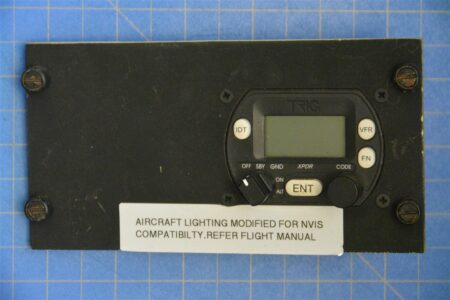 TRIG
IDT
VFR
FN
OFF SBY GND XPDR CODE
ON
ALT
ENT
AIRCRAFT LIGHTING MODIFIED FOR NVIS
COMPATIBILTY.REFER FLIGHT MANUAL